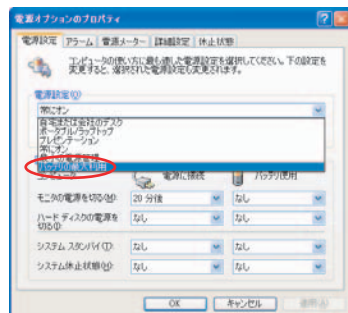 電源オプションのプロパティ
電源設定 アラーム 電源メーター 詳細設定 休止状態
コンピュータの使い方に最も適した電源設定を選択してください。下の設定を
変更すると、選択された電源設定も変更されます。
電源設定(O)
常にオン
自宅または会社のデスク
ポータブル/ラップトップ
プレゼンテーション
常にオン
最小の電源管理
バッテリの最大利用
電源に接続 バッテリ使用
モニタの電源を切る(M) 20 分後 なし
ハード ディスクの電源を なし なし
切る(I)
システム スタンバイ(T): なし なし
システム休止状態(H): なし なし
OK キャンセル 適用(A)